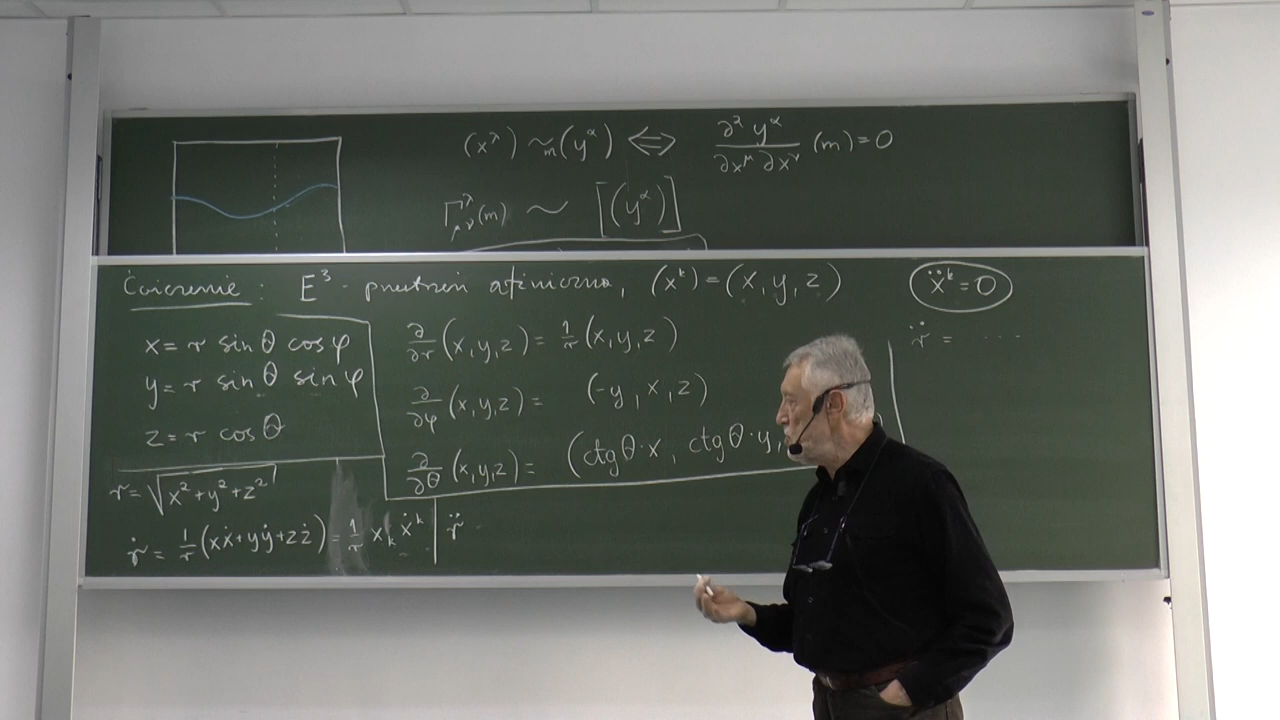 (x^λ) ~_m (y^α) ⇔ ∂²y^α/∂x^μ∂x^ν (m) = 0
Γ^λ_μν(m) ~ [(y^α)]
Ćwiczenie: E³ - przestrzeń afiniczna, (x^k) = (x, y, z)
ẍ^k = 0
x = r sin θ cos φ
y = r sin θ sin φ
z = r cos θ
∂/∂r (x,y,z) = 1/r (x,y,z)
∂/∂φ (x,y,z) = (-y, x, z)
∂/∂θ (x,y,z) = (ctg θ · x, ctg θ · y,
r̈ = ....
r = √(x² + y² + z²)
ṙ = 1/r (xẋ + yẏ + zż) = 1/r x_k ẋ^k
r̈